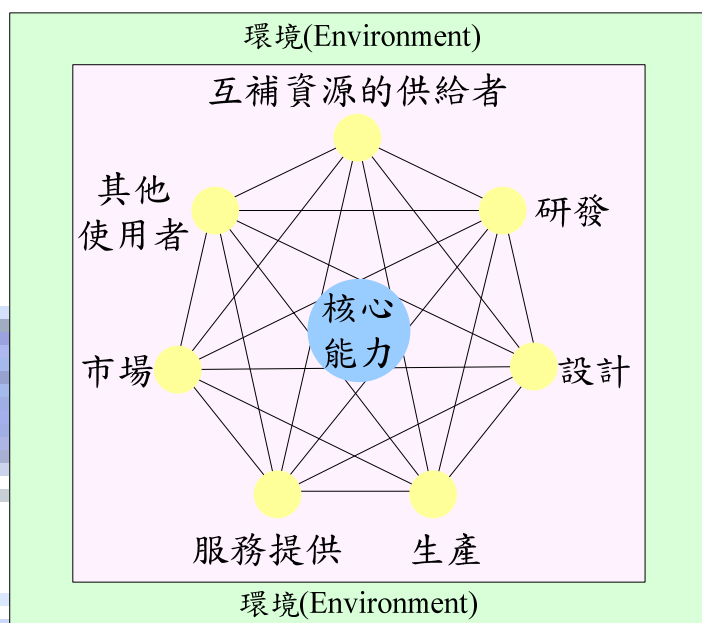 環境(Environment)
互補資源的供給者
其他
使用者
研發
核心
能力
市場
設計
服務提供
生產
環境(Environment)